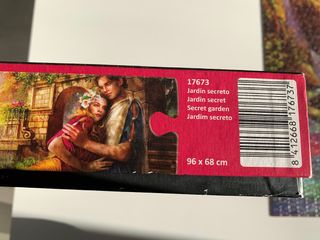 17673
Jardín secreto
Jardin secret
Secret garden
Jardim secreto
96 x 68 cm
8 412668 176737